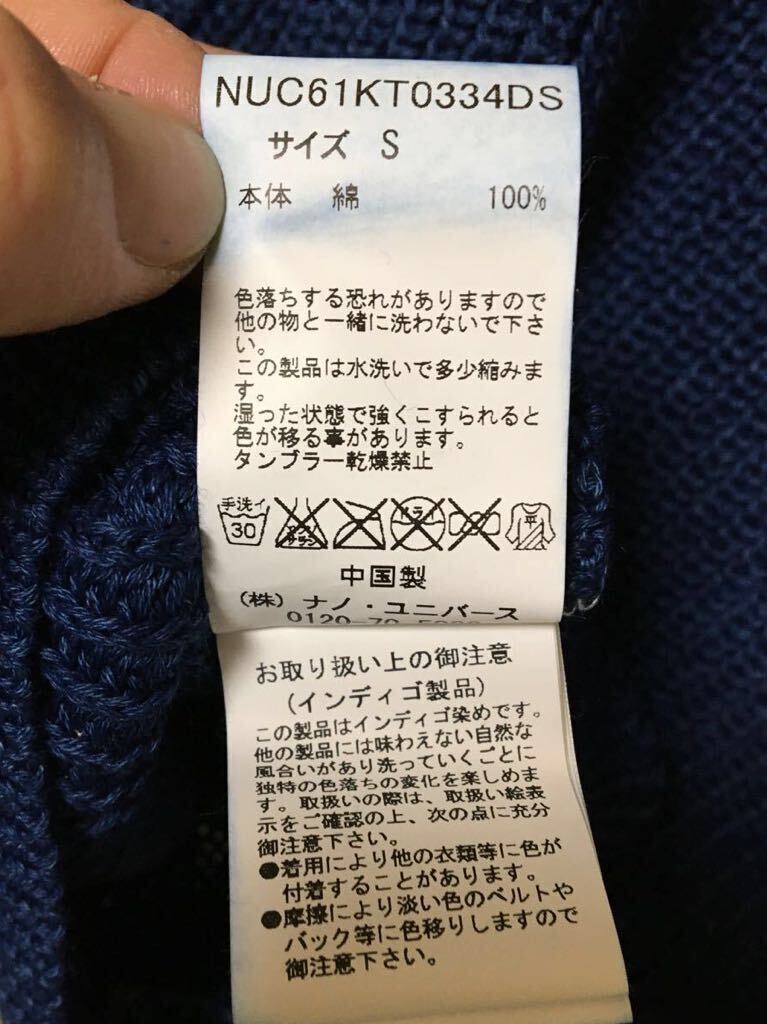 NUC61KT0334DS
サイズ S
本体 綿 100%
色落ちする恐れがありますので
他の物と一緒に洗わないで下さ
い。
この製品は水洗いで多少縮みま
す。
湿った状態で強くこすられると
色が移る事があります。
タンブラー乾燥禁止
手洗イ
30
エンソ
サラシ
ドライ
平
中国製
(株) ナノ・ユニバース
0120-70-
お取り扱い上の御注意
(インディゴ製品)
この製品はインディゴ染めです。
他の製品には味わえない自然な
風合いがあり洗っていくごとに
独特の色落ちの変化を楽しめま
す。取扱いの際は、取扱い絵表
示をご確認の上、次の点に充分
御注意下さい。
●着用により他の衣類等に色が
付着することがあります。
●摩擦により淡い色のベルトや
バック等に色移りしますので
御注意下さい。